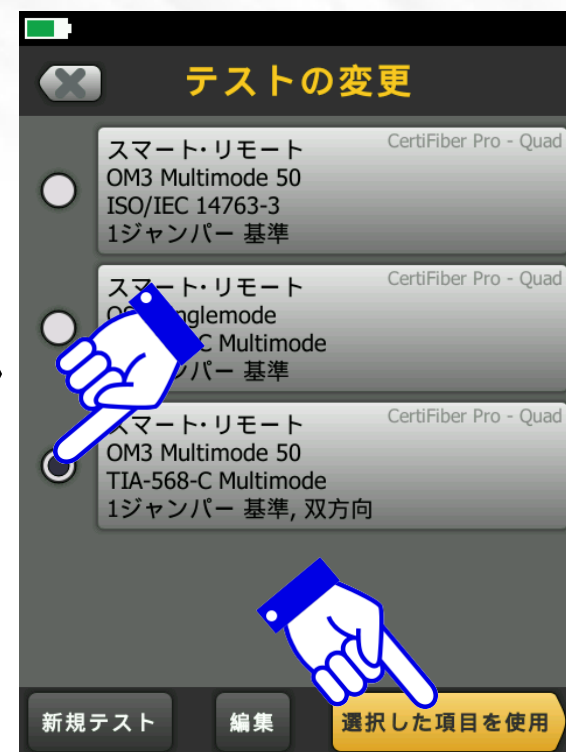 テストの変更
スマート・リモート
CertiFiber Pro - Quad
OM3 Multimode 50
ISO/IEC 14763-3
1ジャンパー 基準
スマート・リモート
CertiFiber Pro - Quad
nglemode
C Multimode
ンパー 基準
スマート・リモート
CertiFiber Pro - Quad
OM3 Multimode 50
TIA-568-C Multimode
1ジャンパー 基準, 双方向
新規テスト
編集
選択した項目を使用